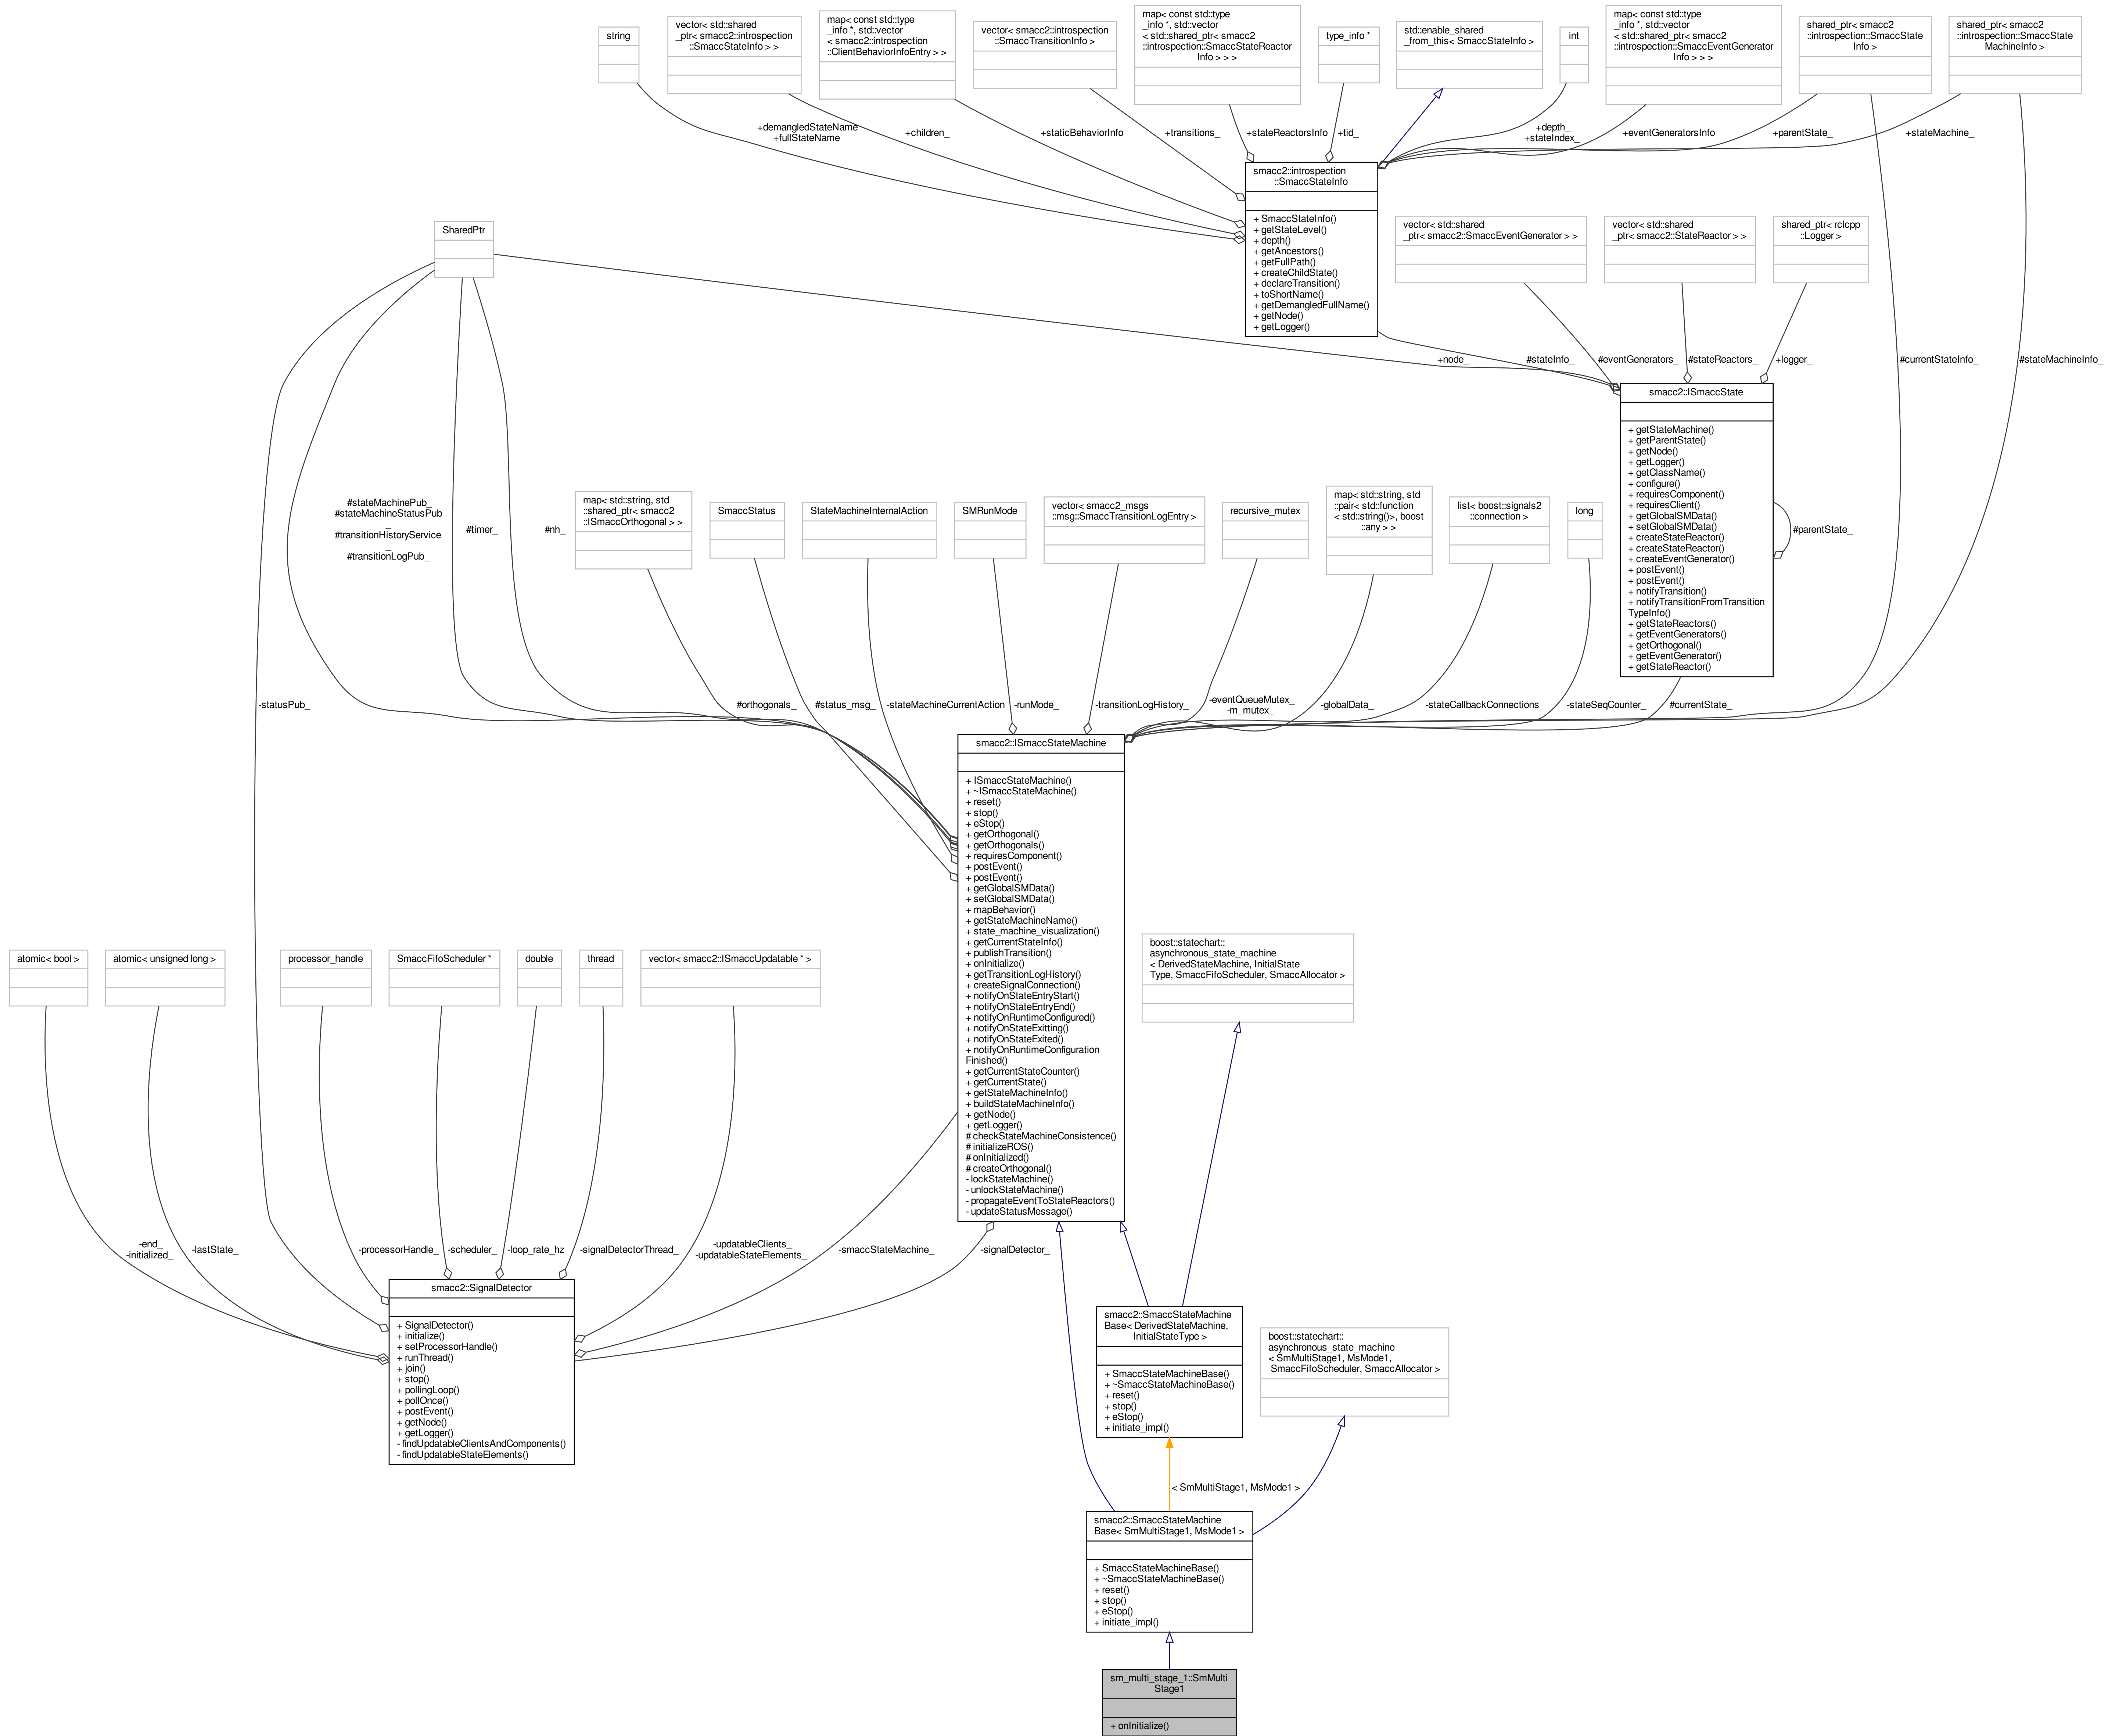 string
vector< std::shared
_ptr< smacc2::introspection
::SmaccStateInfo > >
map< const std::type
_info *, std::vector
< smacc2::introspection
::ClientBehaviorInfoEntry > >
vector< smacc2::introspection
::SmaccTransitionInfo >
map< const std::type
_info *, std::vector
< std::shared_ptr< smacc2
::introspection::SmaccStateReactor
Info > > >
type_info *
std::enable_shared
_from_this< SmaccStateInfo >
int
map< const std::type
_info *, std::vector
< std::shared_ptr< smacc2
::introspection::SmaccEventGenerator
Info > > >
shared_ptr< smacc2
::introspection::SmaccState
Info >
shared_ptr< smacc2
::introspection::SmaccState
MachineInfo >
+demangledStateName
+fullStateName
+children_
+staticBehaviorInfo
+transitions_
+stateReactorsInfo
+tid_
+depth_
+stateIndex_
+eventGeneratorsInfo
+parentState_
+stateMachine_
smacc2::introspection
::SmaccStateInfo
+ SmaccStateInfo()
+ getStateLevel()
+ depth()
+ getAncestors()
+ getFullPath()
+ createChildState()
+ declareTransition()
+ toShortName()
+ getDemangledFullName()
+ getNode()
+ getLogger()
SharedPtr
vector< std::shared
_ptr< smacc2::SmaccEventGenerator > >
vector< std::shared
_ptr< smacc2::StateReactor > >
shared_ptr< rclcpp
::Logger >
+node_
#stateInfo_
#eventGenerators_
#stateReactors_
+logger_
#currentStateInfo_
#stateMachineInfo_
smacc2::ISmaccState
+ getStateMachine()
+ getParentState()
+ getNode()
+ getLogger()
+ getClassName()
+ configure()
+ requiresComponent()
+ requiresClient()
+ getGlobalSMData()
+ setGlobalSMData()
+ createStateReactor()
+ createStateReactor()
+ createEventGenerator()
+ postEvent()
+ postEvent()
+ notifyTransition()
+ notifyTransitionFromTransition
TypeInfo()
+ getStateReactors()
+ getEventGenerators()
+ getOrthogonal()
+ getEventGenerator()
+ getStateReactor()
#parentState_
#stateMachinePub_
#stateMachineStatusPub
_
#transitionHistoryService
_
#transitionLogPub_
#timer_
#nh_
map< std::string, std
::shared_ptr< smacc2
::ISmaccOrthogonal > >
SmaccStatus
StateMachineInternalAction
SMRunMode
vector< smacc2_msgs
::msg::SmaccTransitionLogEntry >
recursive_mutex
map< std::string, std
::pair< std::function
< std::string()>, boost
::any > >
list< boost::signals2
::connection >
long
-statusPub_
#orthogonals_
#status_msg_
-stateMachineCurrentAction
-runMode_
-transitionLogHistory_
-eventQueueMutex_
-m_mutex_
-globalData_
-stateCallbackConnections
-stateSeqCounter_
#currentState_
smacc2::ISmaccStateMachine
+ ISmaccStateMachine()
+ ~ISmaccStateMachine()
+ reset()
+ stop()
+ eStop()
+ getOrthogonal()
+ getOrthogonals()
+ requiresComponent()
+ postEvent()
+ postEvent()
+ getGlobalSMData()
+ setGlobalSMData()
+ mapBehavior()
+ getStateMachineName()
+ state_machine_visualization()
+ getCurrentStateInfo()
+ publishTransition()
+ onInitialize()
+ getTransitionLogHistory()
+ createSignalConnection()
+ notifyOnStateEntryStart()
+ notifyOnStateEntryEnd()
+ notifyOnRuntimeConfigured()
+ notifyOnStateExitting()
+ notifyOnStateExited()
+ notifyOnRuntimeConfiguration
Finished()
+ getCurrentStateCounter()
+ getCurrentState()
+ getStateMachineInfo()
+ buildStateMachineInfo()
+ getNode()
+ getLogger()
# checkStateMachineConsistence()
# initializeROS()
# onInitialized()
# createOrthogonal()
- lockStateMachine()
- unlockStateMachine()
- propagateEventToStateReactors()
- updateStatusMessage()
atomic< bool >
atomic< unsigned long >
processor_handle
SmaccFifoScheduler *
double
thread
vector< smacc2::ISmaccUpdatable * >
boost::statechart::
asynchronous_state_machine
< DerivedStateMachine, InitialState
Type, SmaccFifoScheduler, SmaccAllocator >
-end_
-initialized_
-lastState_
-processorHandle_
-scheduler_
-loop_rate_hz
-signalDetectorThread_
-updatableClients_
-updatableStateElements_
-smaccStateMachine_
-signalDetector_
smacc2::SignalDetector
+ SignalDetector()
+ initialize()
+ setProcessorHandle()
+ runThread()
+ join()
+ stop()
+ pollingLoop()
+ pollOnce()
+ postEvent()
+ getNode()
+ getLogger()
- findUpdatableClientsAndComponents()
- findUpdatableStateElements()
smacc2::SmaccStateMachine
Base< DerivedStateMachine,
InitialStateType >
+ SmaccStateMachineBase()
+ ~SmaccStateMachineBase()
+ reset()
+ stop()
+ eStop()
+ initiate_impl()
boost::statechart::
asynchronous_state_machine
< SmMultiStage1, MsMode1,
SmaccFifoScheduler, SmaccAllocator >
< SmMultiStage1, MsMode1 >
smacc2::SmaccStateMachine
Base< SmMultiStage1, MsMode1 >
+ SmaccStateMachineBase()
+ ~SmaccStateMachineBase()
+ reset()
+ stop()
+ eStop()
+ initiate_impl()
sm_multi_stage_1::SmMulti
Stage1
+ onInitialize()